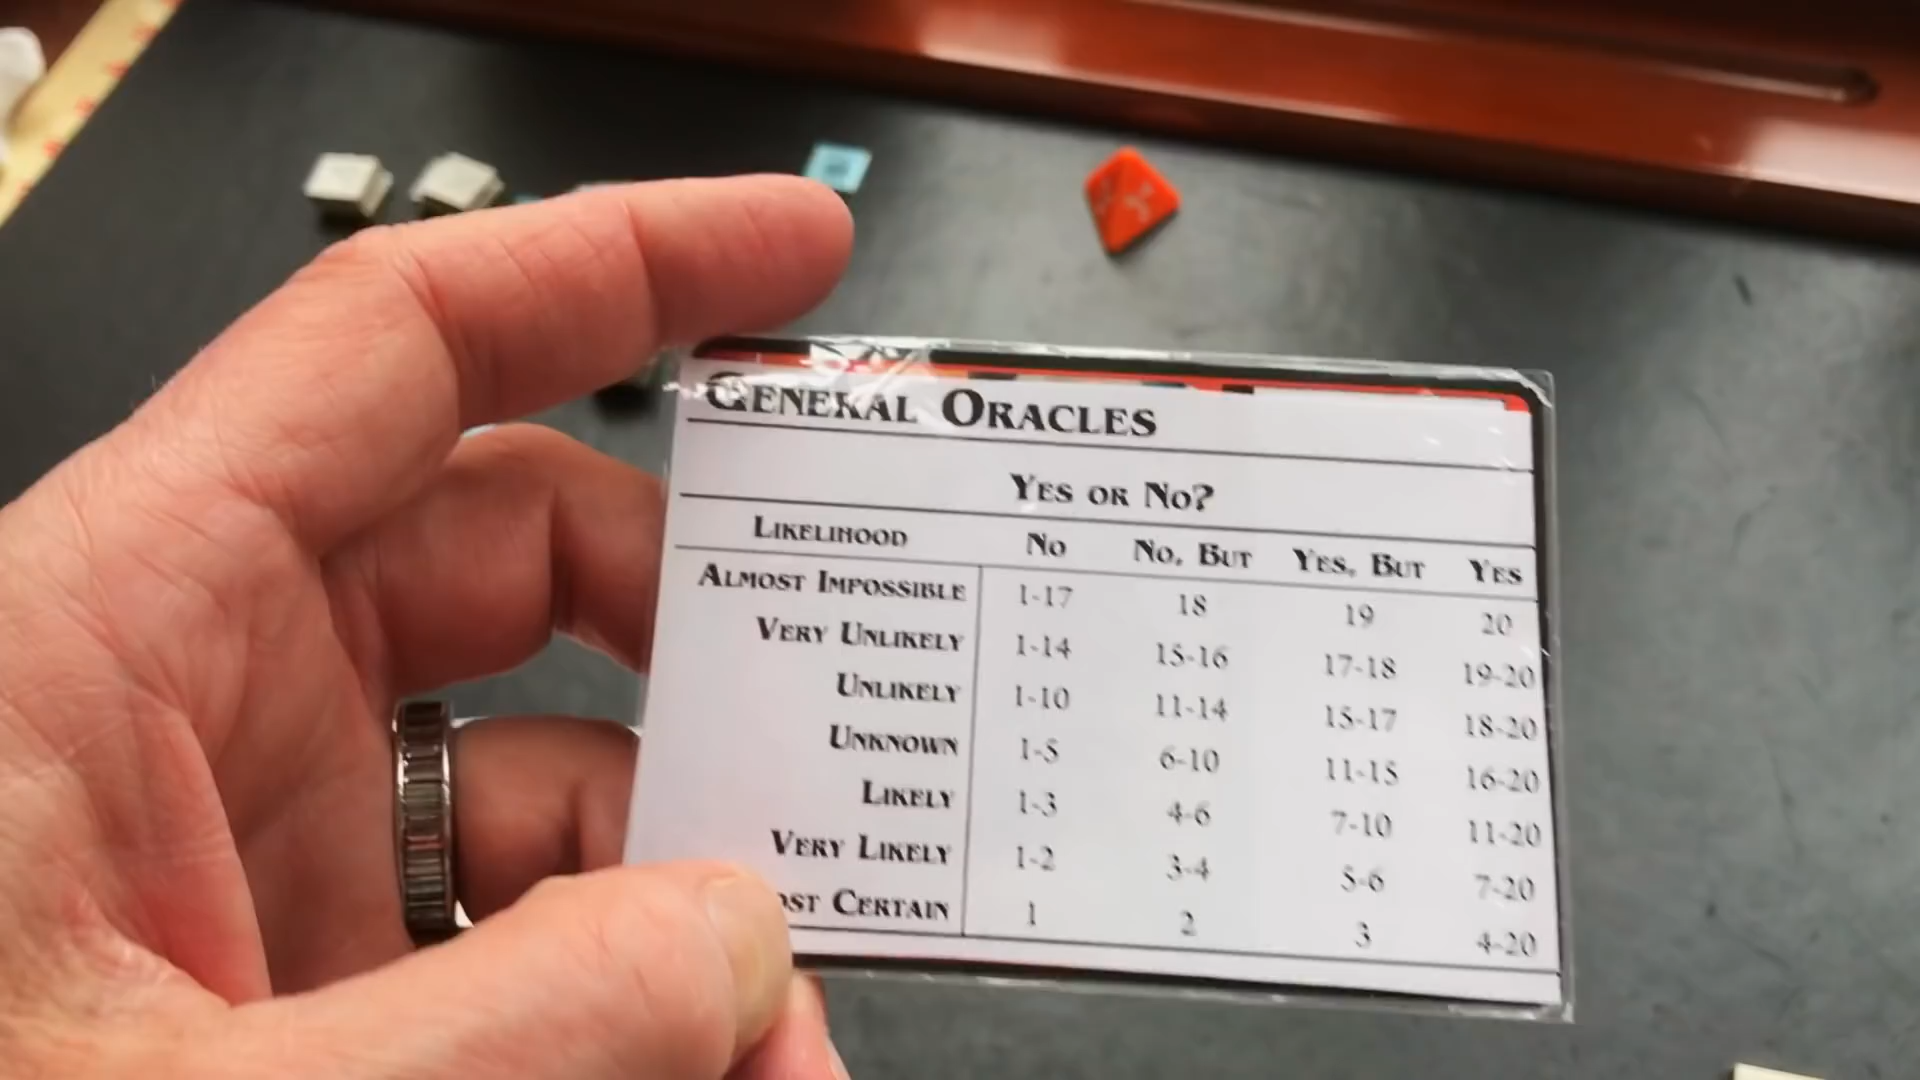 GENERAL ORACLES
YES OR NO?
LIKELIHOOD NO NO, BUT YES, BUT YES
ALMOST IMPOSSIBLE 1-17 18 19 20
VERY UNLIKELY 1-14 15-16 17-18 19-20
UNLIKELY 1-10 11-14 15-17 18-20
UNKNOWN 1-5 6-10 11-15 16-20
LIKELY 1-3 4-6 7-10 11-20
VERY LIKELY 1-2 3-4 5-6 7-20
OST CERTAIN 1 2 3 4-20